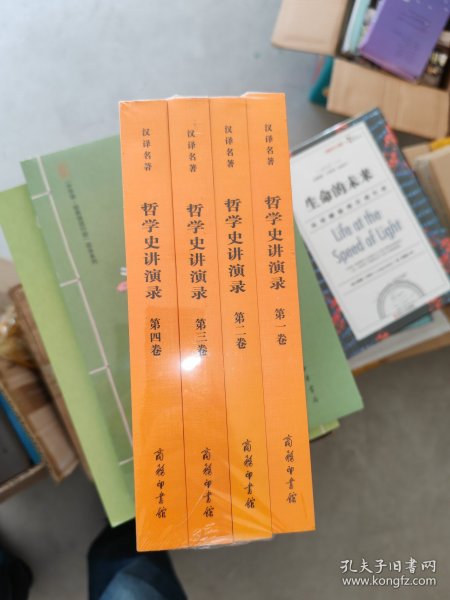 汉译名著
哲学史讲演录
第四卷
商务印书馆
汉译名著
哲学史讲演录
第三卷
商务印书馆
汉译名著
哲学史讲演录
第二卷
商务印书馆
汉译名著
哲学史讲演录
第一卷
商务印书馆
生命的未来
Life at the
Speed of Light
孔夫子旧书网
www.kongfz.com